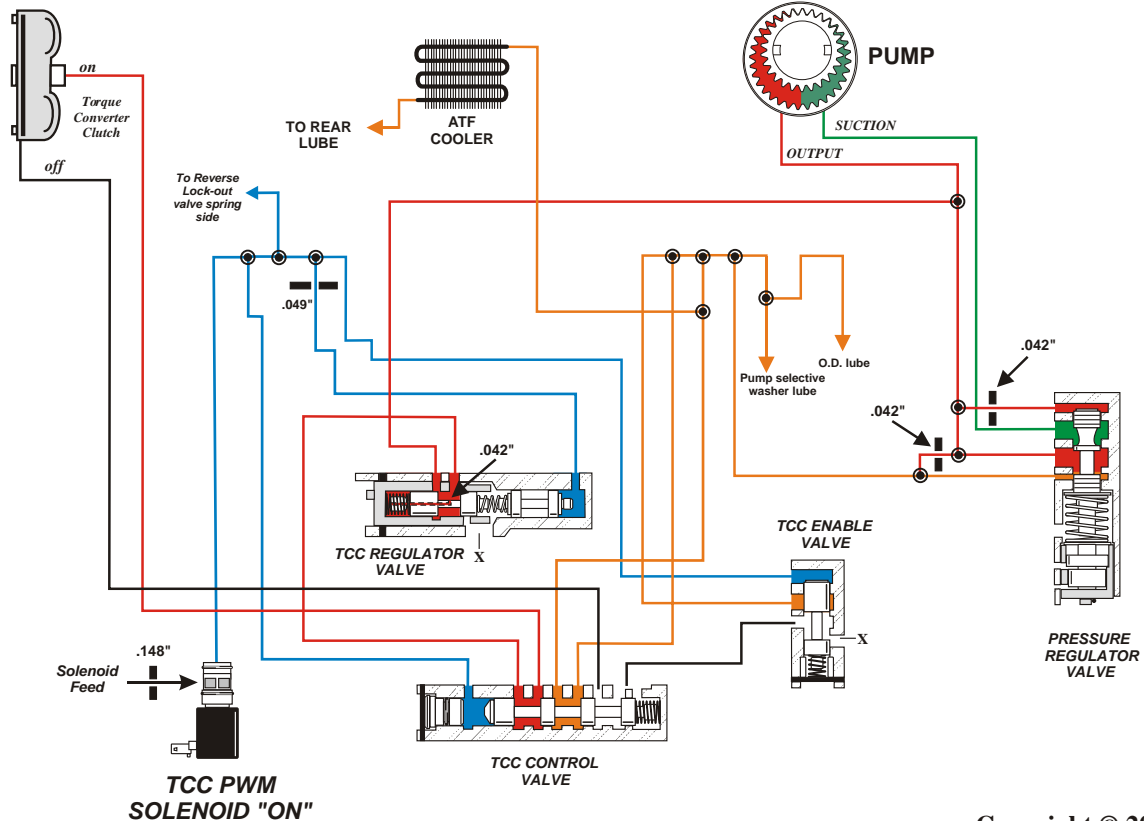 PUMP
on
Torque
Converter
Clutch
off
TO REAR
LUBE
ATF
COOLER
SUCTION
OUTPUT
To Reverse
Lock-out
valve spring
side
.049"
O.D. lube
Pump selective
washer lube
.042"
.042"
.042"
TCC REGULATOR
VALVE
X
TCC ENABLE
VALVE
X
PRESSURE
REGULATOR
VALVE
.148"
Solenoid
Feed
TCC CONTROL
VALVE
TCC PWM
SOLENOID "ON"